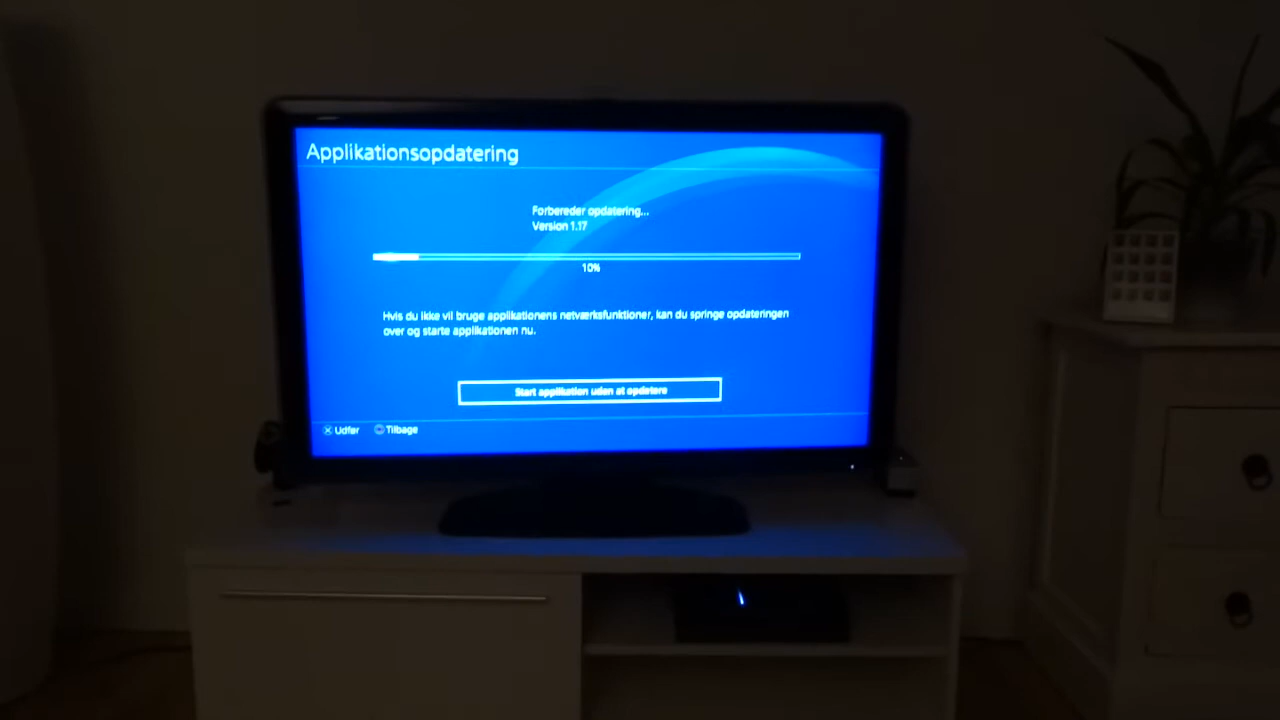 Applikationsopdatering
Forbereder opdatering...
Version 1.17
10%
Hvis du ikke vil bruge applikationens netværksfunktioner, kan du springe opdateringen
over og starte applikationen nu.
Start applikation uden at opdatere
Udfør Tilbage